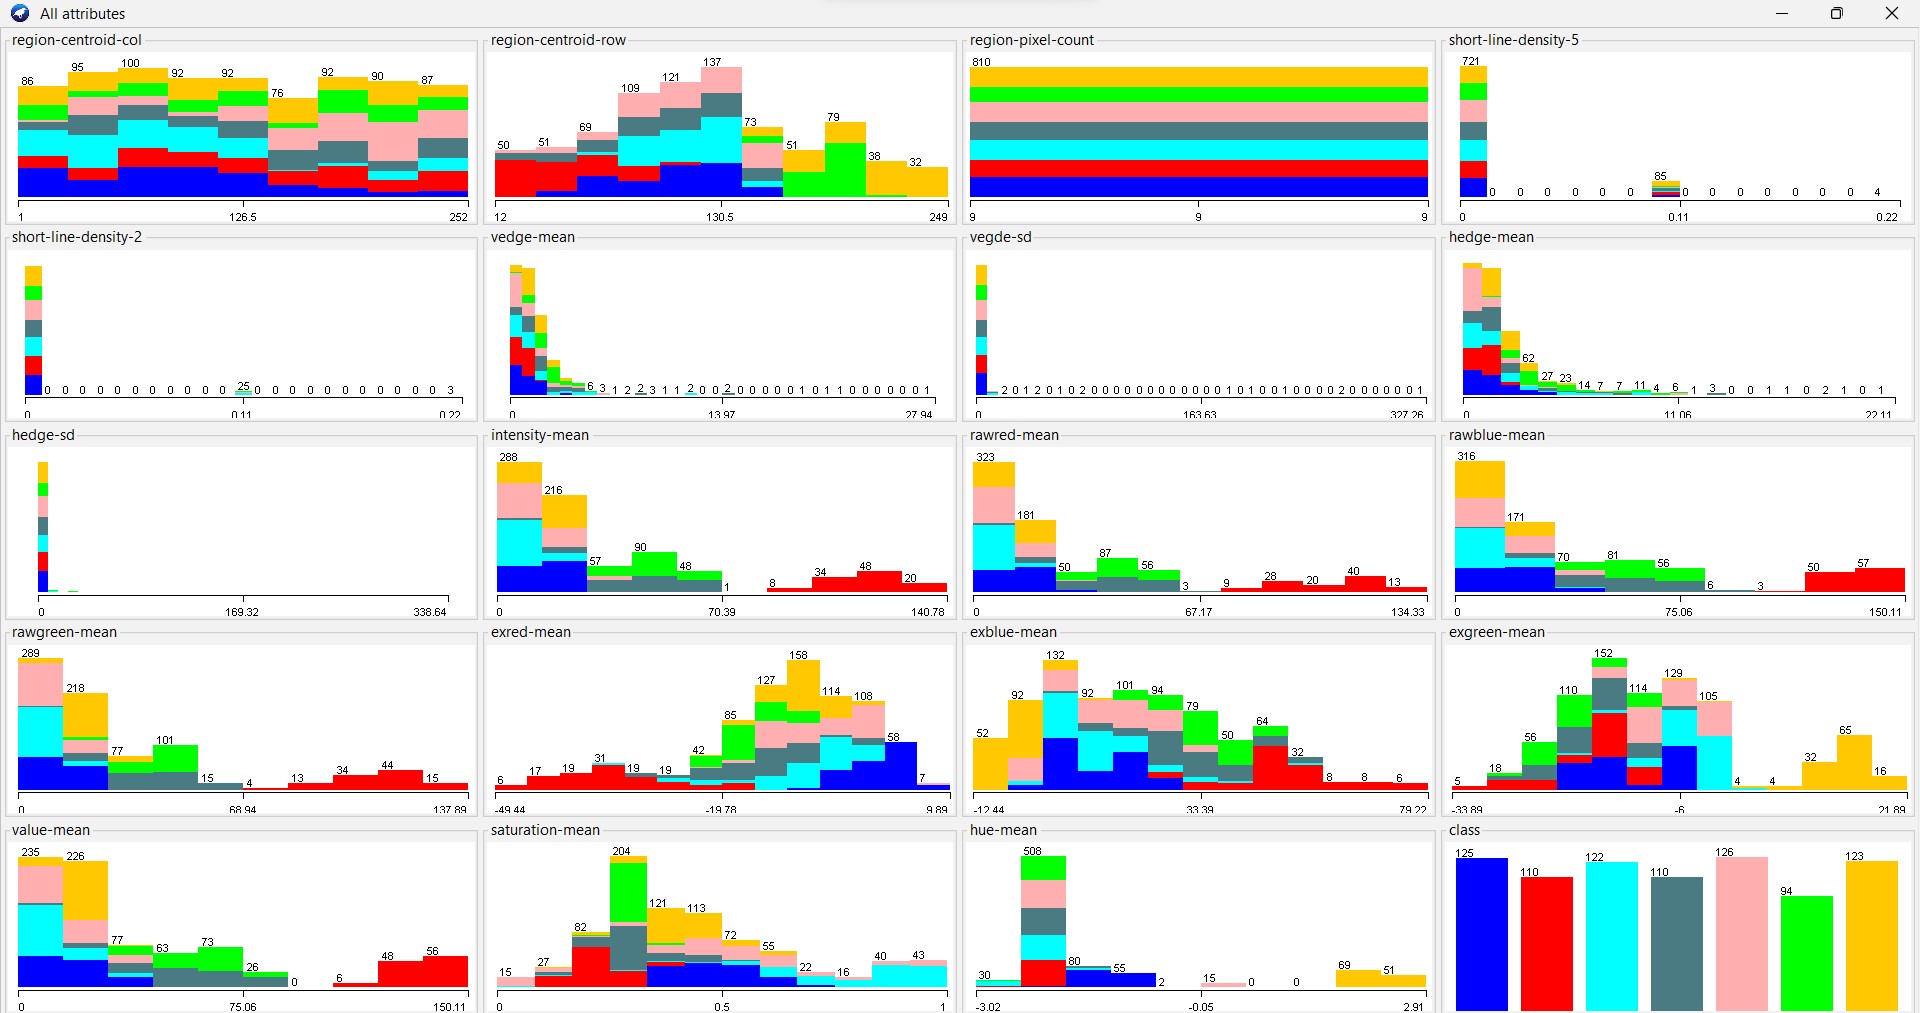 All attributes
region-centroid-col
86 95 100 92 92 76 92 90 87
1 126.5 252
region-centroid-row
50 51 69 109 121 137 73 51 79 38 32
12 130.5 249
region-pixel-count
810
9 9 9
short-line-density-5
721 0 0 0 0 0 0 85 0 0 0 0 0 0 0 4
0 0.11 0.22
short-line-density-2
0 0 0 0 0 0 0 0 0 25 0 0 0 0 0 0 0 0 0 3
0 0.11 0.22
vedge-mean
6 3 1 2 2 3 1 1 2 0 0 2 0 0 0 0 0 1 0 1 1 0 0 0 0 0 1
0 13.97 27.94
vegde-sd
2 0 1 2 0 1 0 2 0 0 0 0 0 0 0 0 0 0 0 0 1 0 1 0 0 1 0 0 0 0 2 0 0 0 0 0 1
0 163.63 327.26
hedge-mean
62 27 23 14 7 7 11 4 6 1 3 0 0 1 1 0 2 1 0 1
0 11.06 22.11
hedge-sd
0 169.32 338.64
intensity-mean
288 216 57 90 48 1 8 34 48 20
0 70.39 140.78
rawred-mean
323 181 50 87 56 3 9 28 20 40 13
0 67.17 134.33
rawblue-mean
316 171 70 81 56 6 3 50 57
0 75.06 150.11
rawgreen-mean
289 218 77 101 15 4 13 34 44 15
0 68.94 137.89
exred-mean
6 17 19 31 19 19 42 85 127 158 114 108 58 7
-49.44 -19.78 9.89
exblue-mean
52 92 132 92 101 94 79 50 64 32 8 8 6
-12.44 33.39 79.22
exgreen-mean
5 18 56 110 152 114 129 105 4 4 32 65 16
-33.89 -6 21.89
value-mean
235 226 77 63 73 26 0 6 48 56
0 75.06 150.11
saturation-mean
15 27 82 204 121 113 72 55 22 16 40 43
0 0.5 1
hue-mean
30 508 80 55 2 15 0 0 69 51
-3.02 -0.05 2.91
class
125 110 122 110 126 94 123